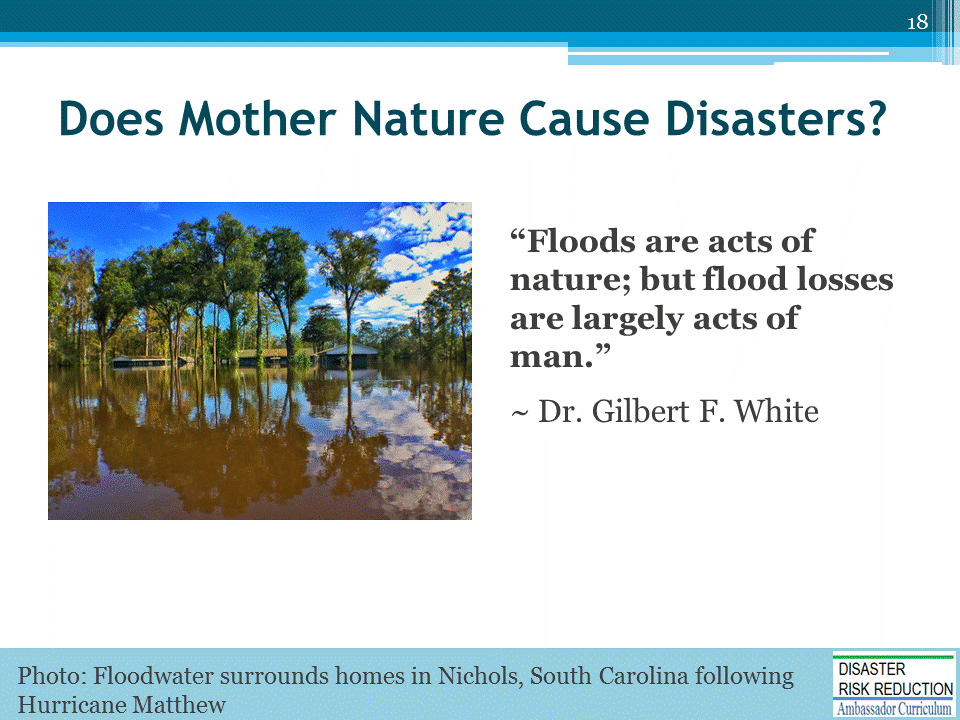 18
Does Mother Nature Cause Disasters?
“Floods are acts of
nature; but flood losses
are largely acts of
man.”
~ Dr. Gilbert F. White
Photo: Floodwater surrounds homes in Nichols, South Carolina following
Hurricane Matthew
DISASTER
RISK REDUCTION
Ambassador Curriculum